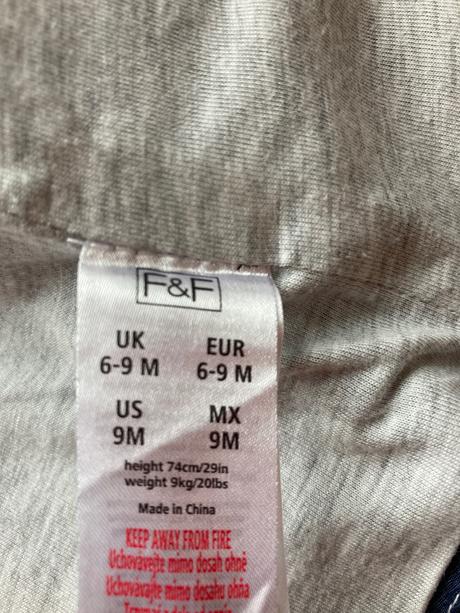 F&F
UK EUR
6-9 M 6-9 M
US MX
9M 9M
height 74cm/29in
weight 9kg/20lbs
Made in China
KEEP AWAY FROM FIRE
Uchovávejte mimo dosah ohně
Uchovávajte mimo dosahu ohňa